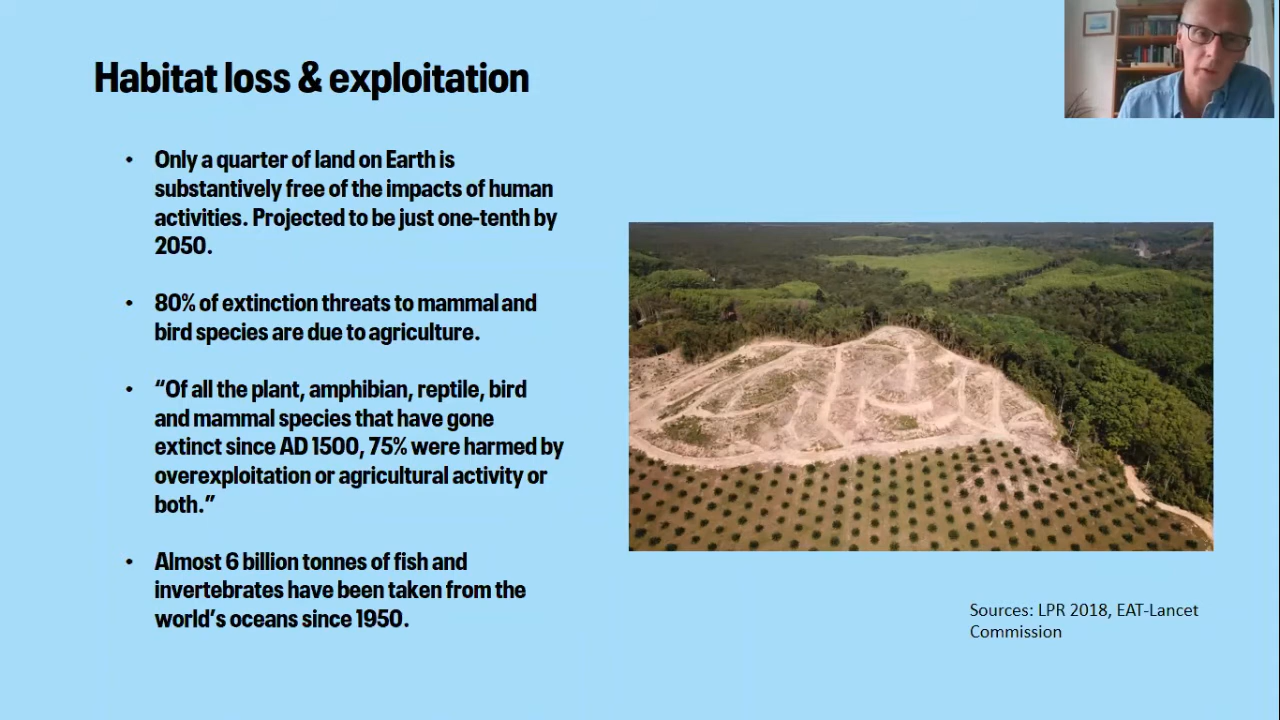 Habitat loss & exploitation
• Only a quarter of land on Earth is
substantively free of the impacts of human
activities. Projected to be just one-tenth by
2050.
• 80% of extinction threats to mammal and
bird species are due to agriculture.
• “Of all the plant, amphibian, reptile, bird
and mammal species that have gone
extinct since AD 1500, 75% were harmed by
overexploitation or agricultural activity or
both.”
• Almost 6 billion tonnes of fish and
invertebrates have been taken from the
world’s oceans since 1950.
Sources: LPR 2018, EAT-Lancet
Commission